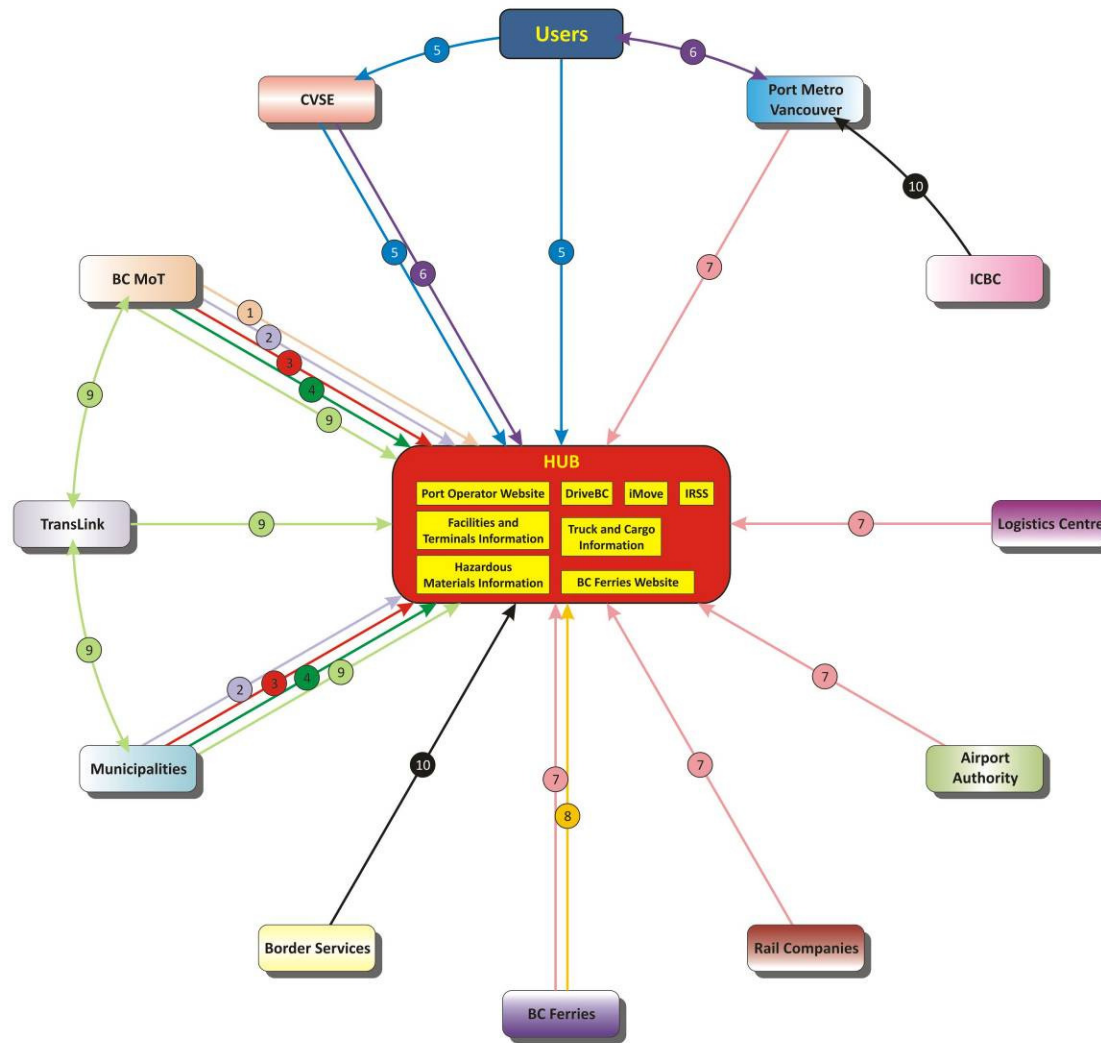 Users
5
6
CVSE
Port Metro
Vancouver
10
5
6
5
7
BC MoT
ICBC
1
2
3
4
9
9
HUB
Port Operator Website
DriveBC
iMove
IRSS
Facilities and
Terminals Information
Truck and Cargo
Information
Hazardous
Materials Information
BC Ferries Website
TransLink
9
7
Logistics Centre
9
2
3
4
9
7
Municipalities
10
7
8
7
Airport
Authority
Border Services
Rail Companies
BC Ferries